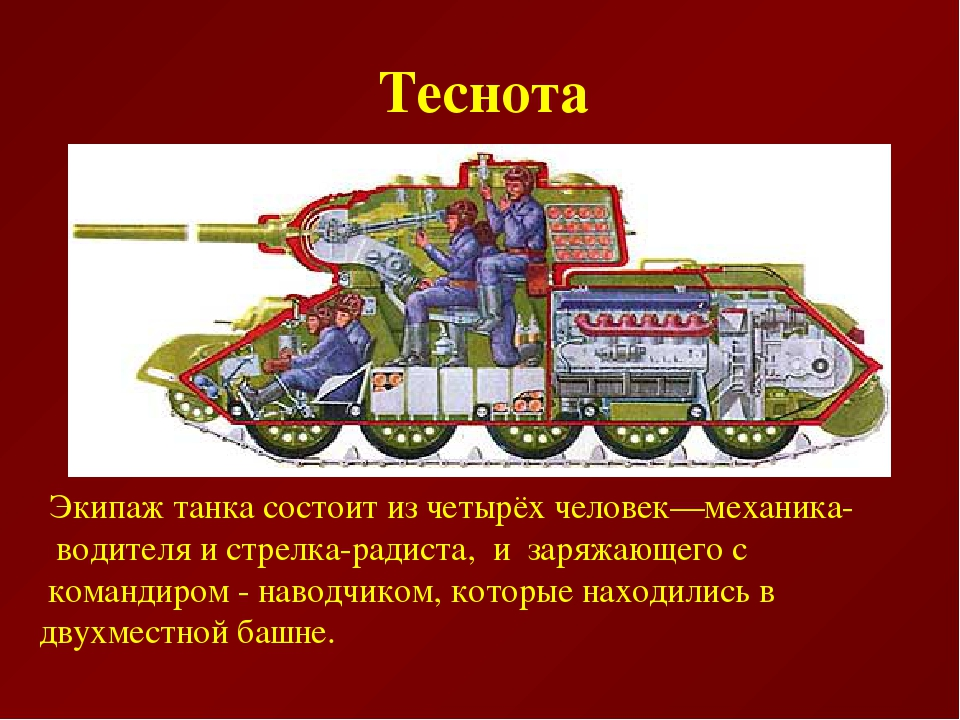 Теснота
Экипаж танка состоит из четырёх человек—механика-
водителя и стрелка-радиста, и заряжающего с
командиром - наводчиком, которые находились в
двухместной башне.